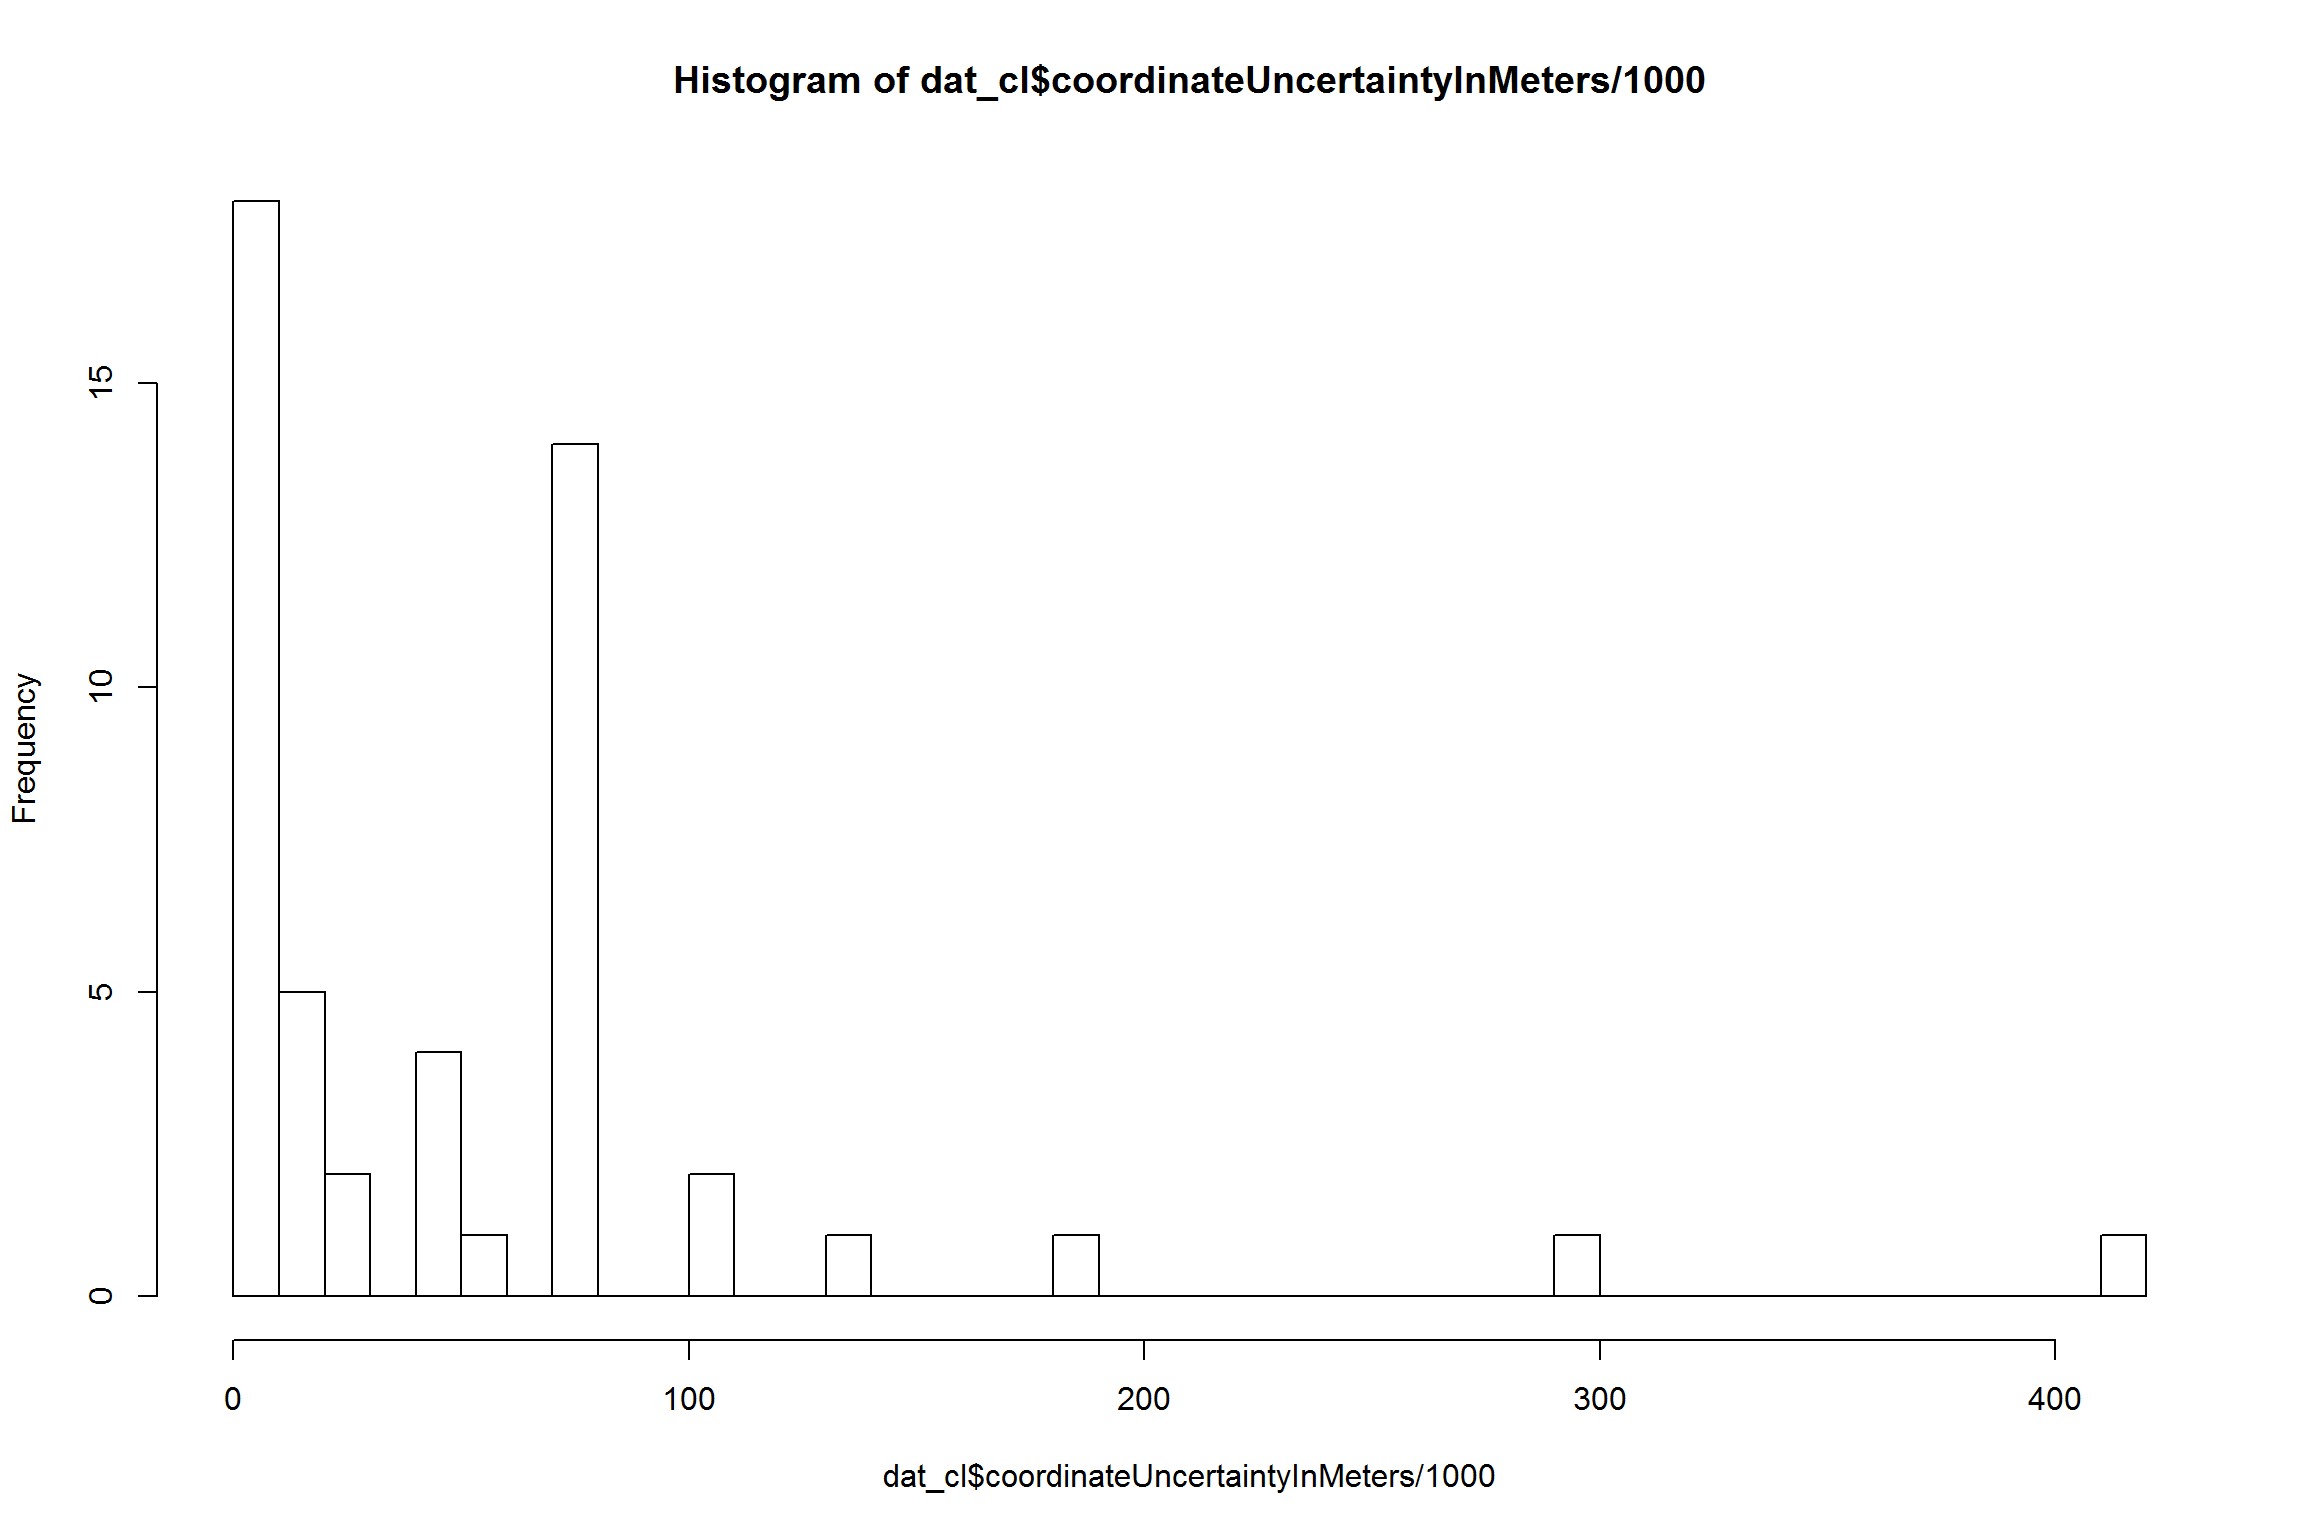 Histogram of dat_cl$coordinateUncertaintyInMeters/1000
Frequency
15
10
5
0
0 100 200 300 400
dat_cl$coordinateUncertaintyInMeters/1000